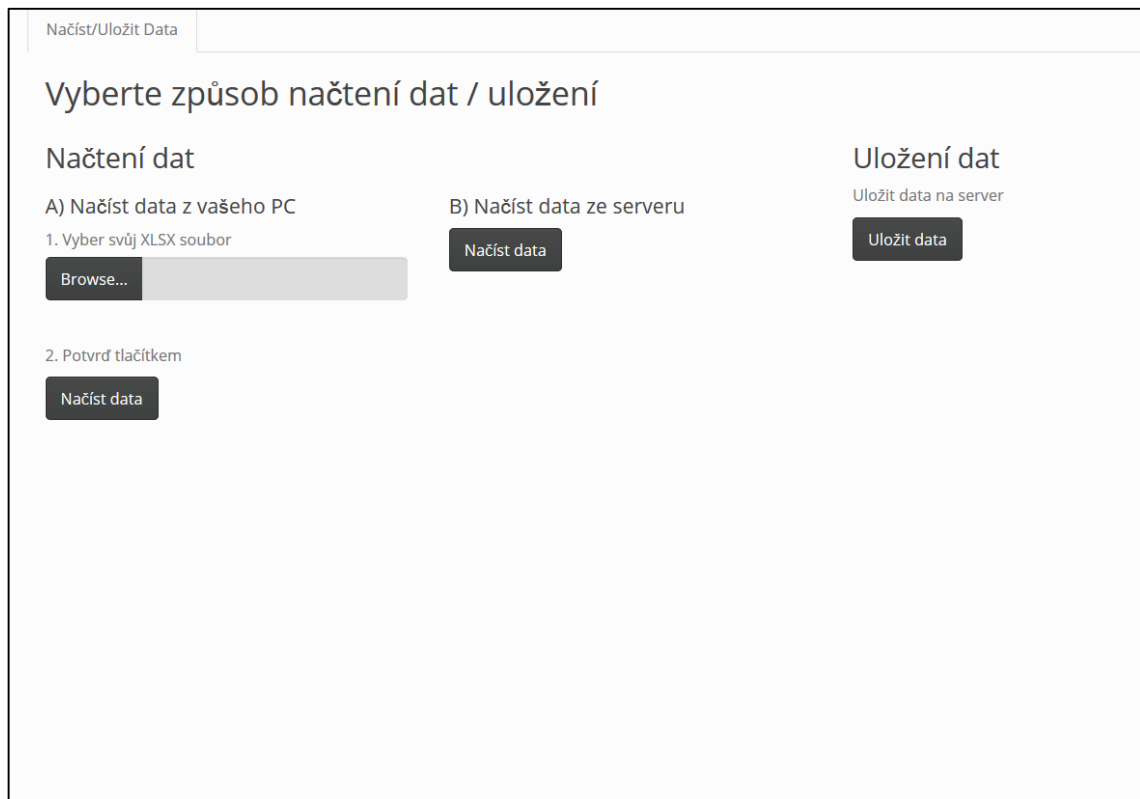 Načíst/Uložit Data
Vyberte způsob načtení dat / uložení
Načtení dat
A) Načíst data z vašeho PC
1. Vyber svůj XLSX soubor
Browse...
2. Potvrď tlačítkem
Načíst data
B) Načíst data ze serveru
Načíst data
Uložení dat
Uložit data na server
Uložit data